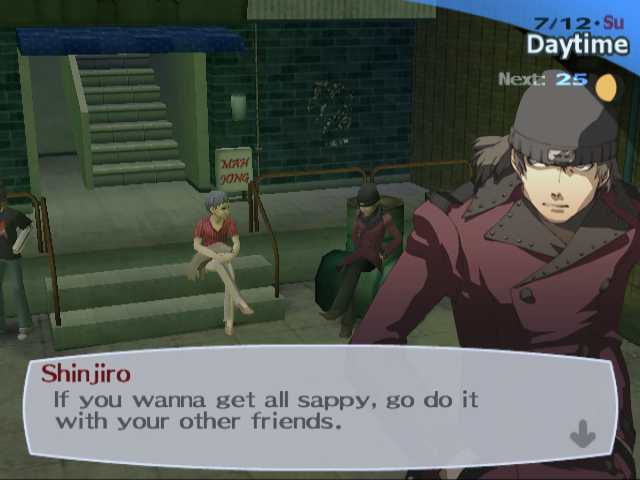 7/12・Su
Daytime
Next: 25
MAH
JONG
Shinjiro
If you wanna get all sappy, go do it
with your other friends.